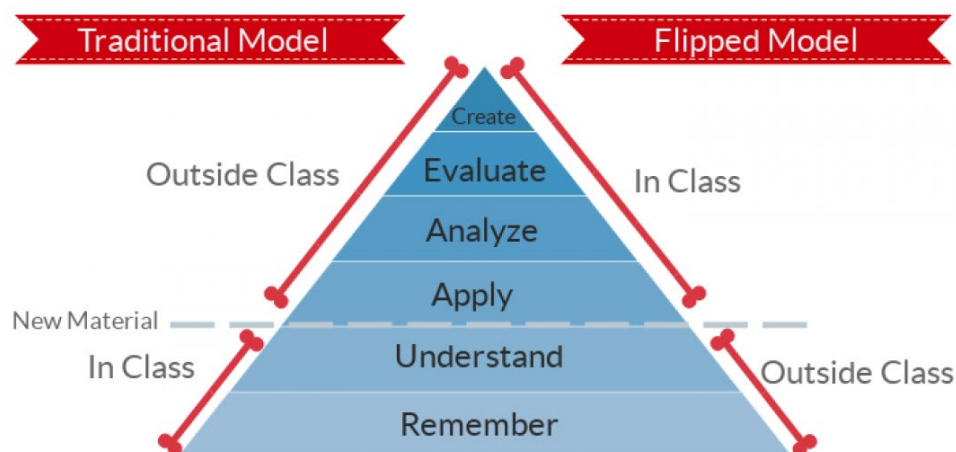 Traditional Model
Flipped Model
Create
Outside Class
Evaluate
In Class
Analyze
Apply
New Material
In Class
Understand
Outside Class
Remember